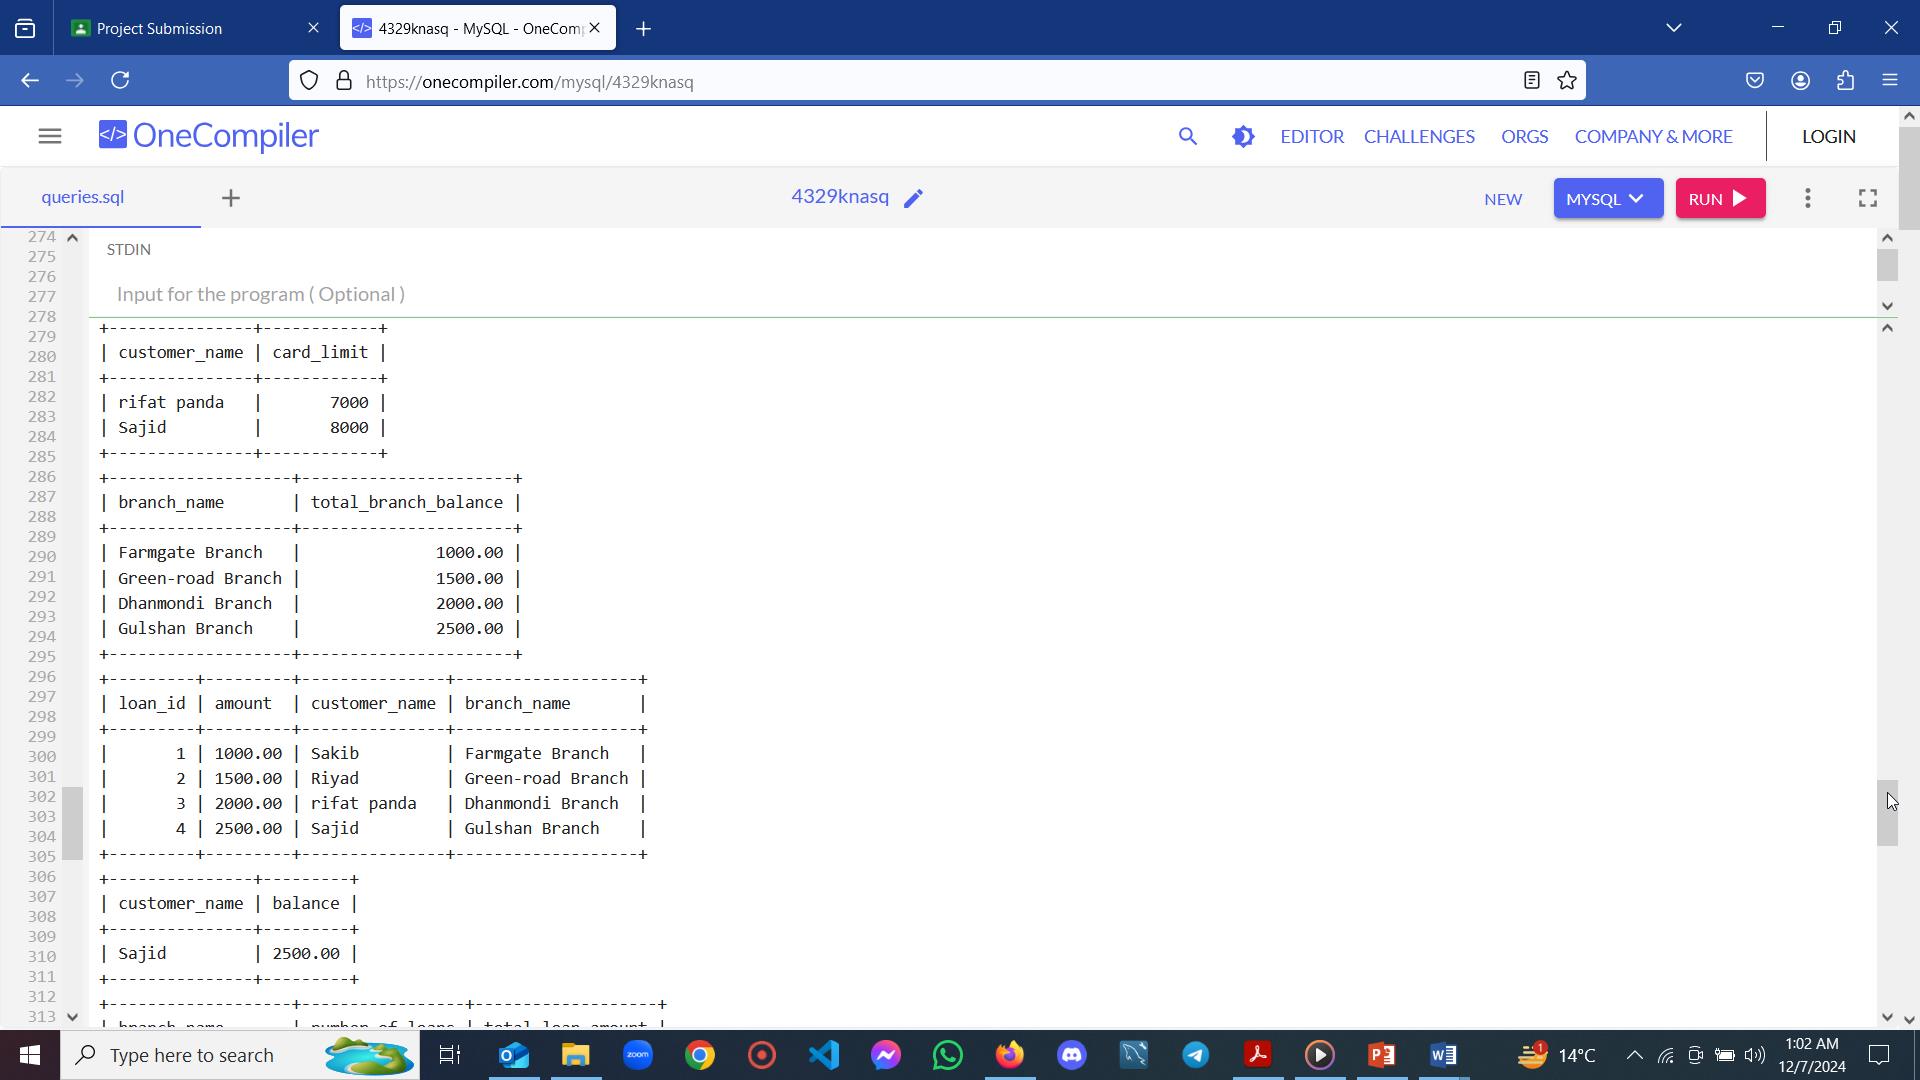 Project Submission
4329knasq - MySQL - OneComp
https://onecompiler.com/mysql/4329knasq
</> OneCompiler
EDITOR CHALLENGES ORGS COMPANY & MORE LOGIN
queries.sql
4329knasq
NEW MYSQL RUN
274
275
276
277
278
279
280
281
282
283
284
285
286
287
288
289
290
291
292
293
294
295
296
297
298
299
300
301
302
303
304
305
306
307
308
309
310
311
312
313
STDIN
Input for the program ( Optional )
+---------------+------------+
| customer_name | card_limit |
+---------------+------------+
| rifat panda   |       7000 |
| Sajid         |       8000 |
+---------------+------------+
+-------------------+----------------------+
| branch_name       | total_branch_balance |
+-------------------+----------------------+
| Farmgate Branch   |              1000.00 |
| Green-road Branch |              1500.00 |
| Dhanmondi Branch  |              2000.00 |
| Gulshan Branch    |              2500.00 |
+-------------------+----------------------+
+---------+---------+---------------+-------------------+
| loan_id | amount  | customer_name | branch_name       |
+---------+---------+---------------+-------------------+
|       1 | 1000.00 | Sakib         | Farmgate Branch   |
|       2 | 1500.00 | Riyad         | Green-road Branch |
|       3 | 2000.00 | rifat panda   | Dhanmondi Branch  |
|       4 | 2500.00 | Sajid         | Gulshan Branch    |
+---------+---------+---------------+-------------------+
+---------------+---------+
| customer_name | balance |
+---------------+---------+
| Sajid         | 2500.00 |
+---------------+---------+
+-------------------+-----------------+-------------------+
| branch_name       | number_of_loans | total_loan_amount |
Type here to search
zoom
1
14°C
1:02 AM
12/7/2024